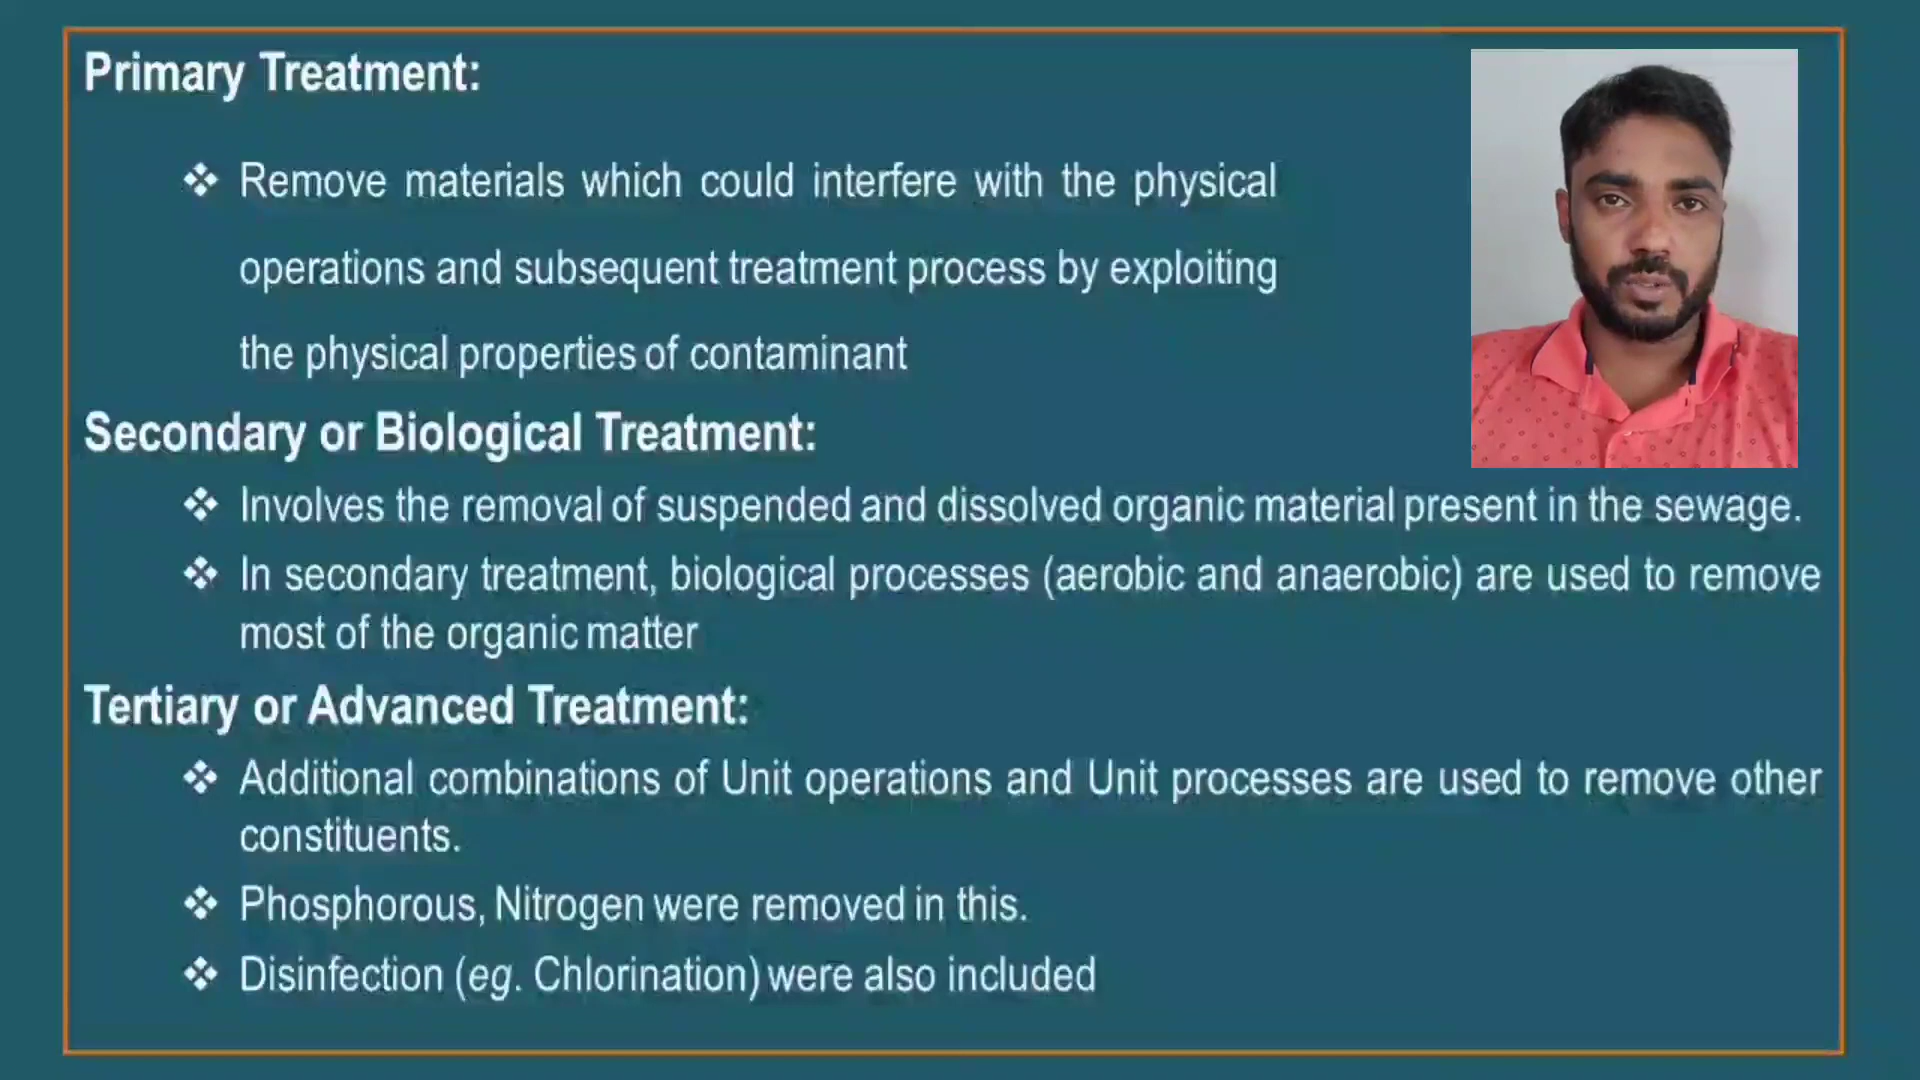 Primary Treatment:
❖ Remove materials which could interfere with the physical
operations and subsequent treatment process by exploiting
the physical properties of contaminant
Secondary or Biological Treatment:
❖ Involves the removal of suspended and dissolved organic material present in the sewage.
❖ In secondary treatment, biological processes (aerobic and anaerobic) are used to remove
most of the organic matter
Tertiary or Advanced Treatment:
❖ Additional combinations of Unit operations and Unit processes are used to remove other
constituents.
❖ Phosphorous, Nitrogen were removed in this.
❖ Disinfection (eg. Chlorination) were also included